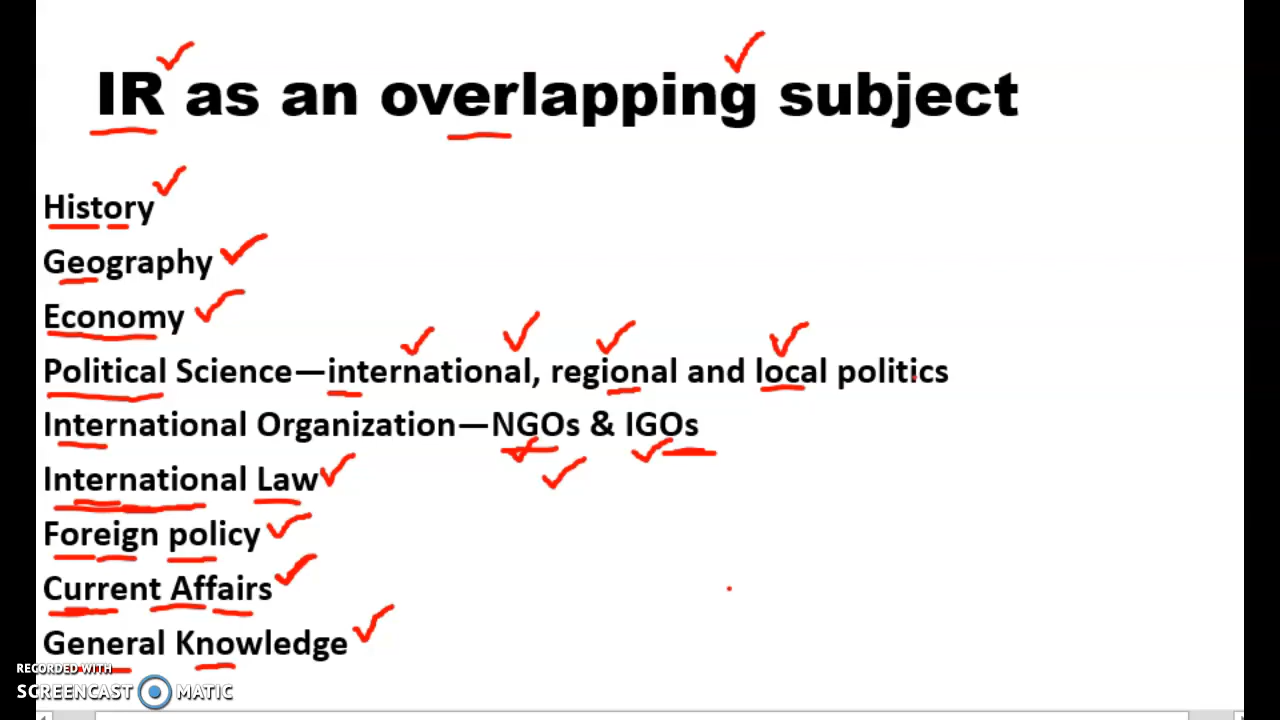 IR as an overlapping subject
History
Geography
Economy
Political Science—international, regional and local politics
International Organization—NGOs & IGOs
International Law
Foreign policy
Current Affairs
General Knowledge
RECORDED WITH
SCREENCAST MATIC